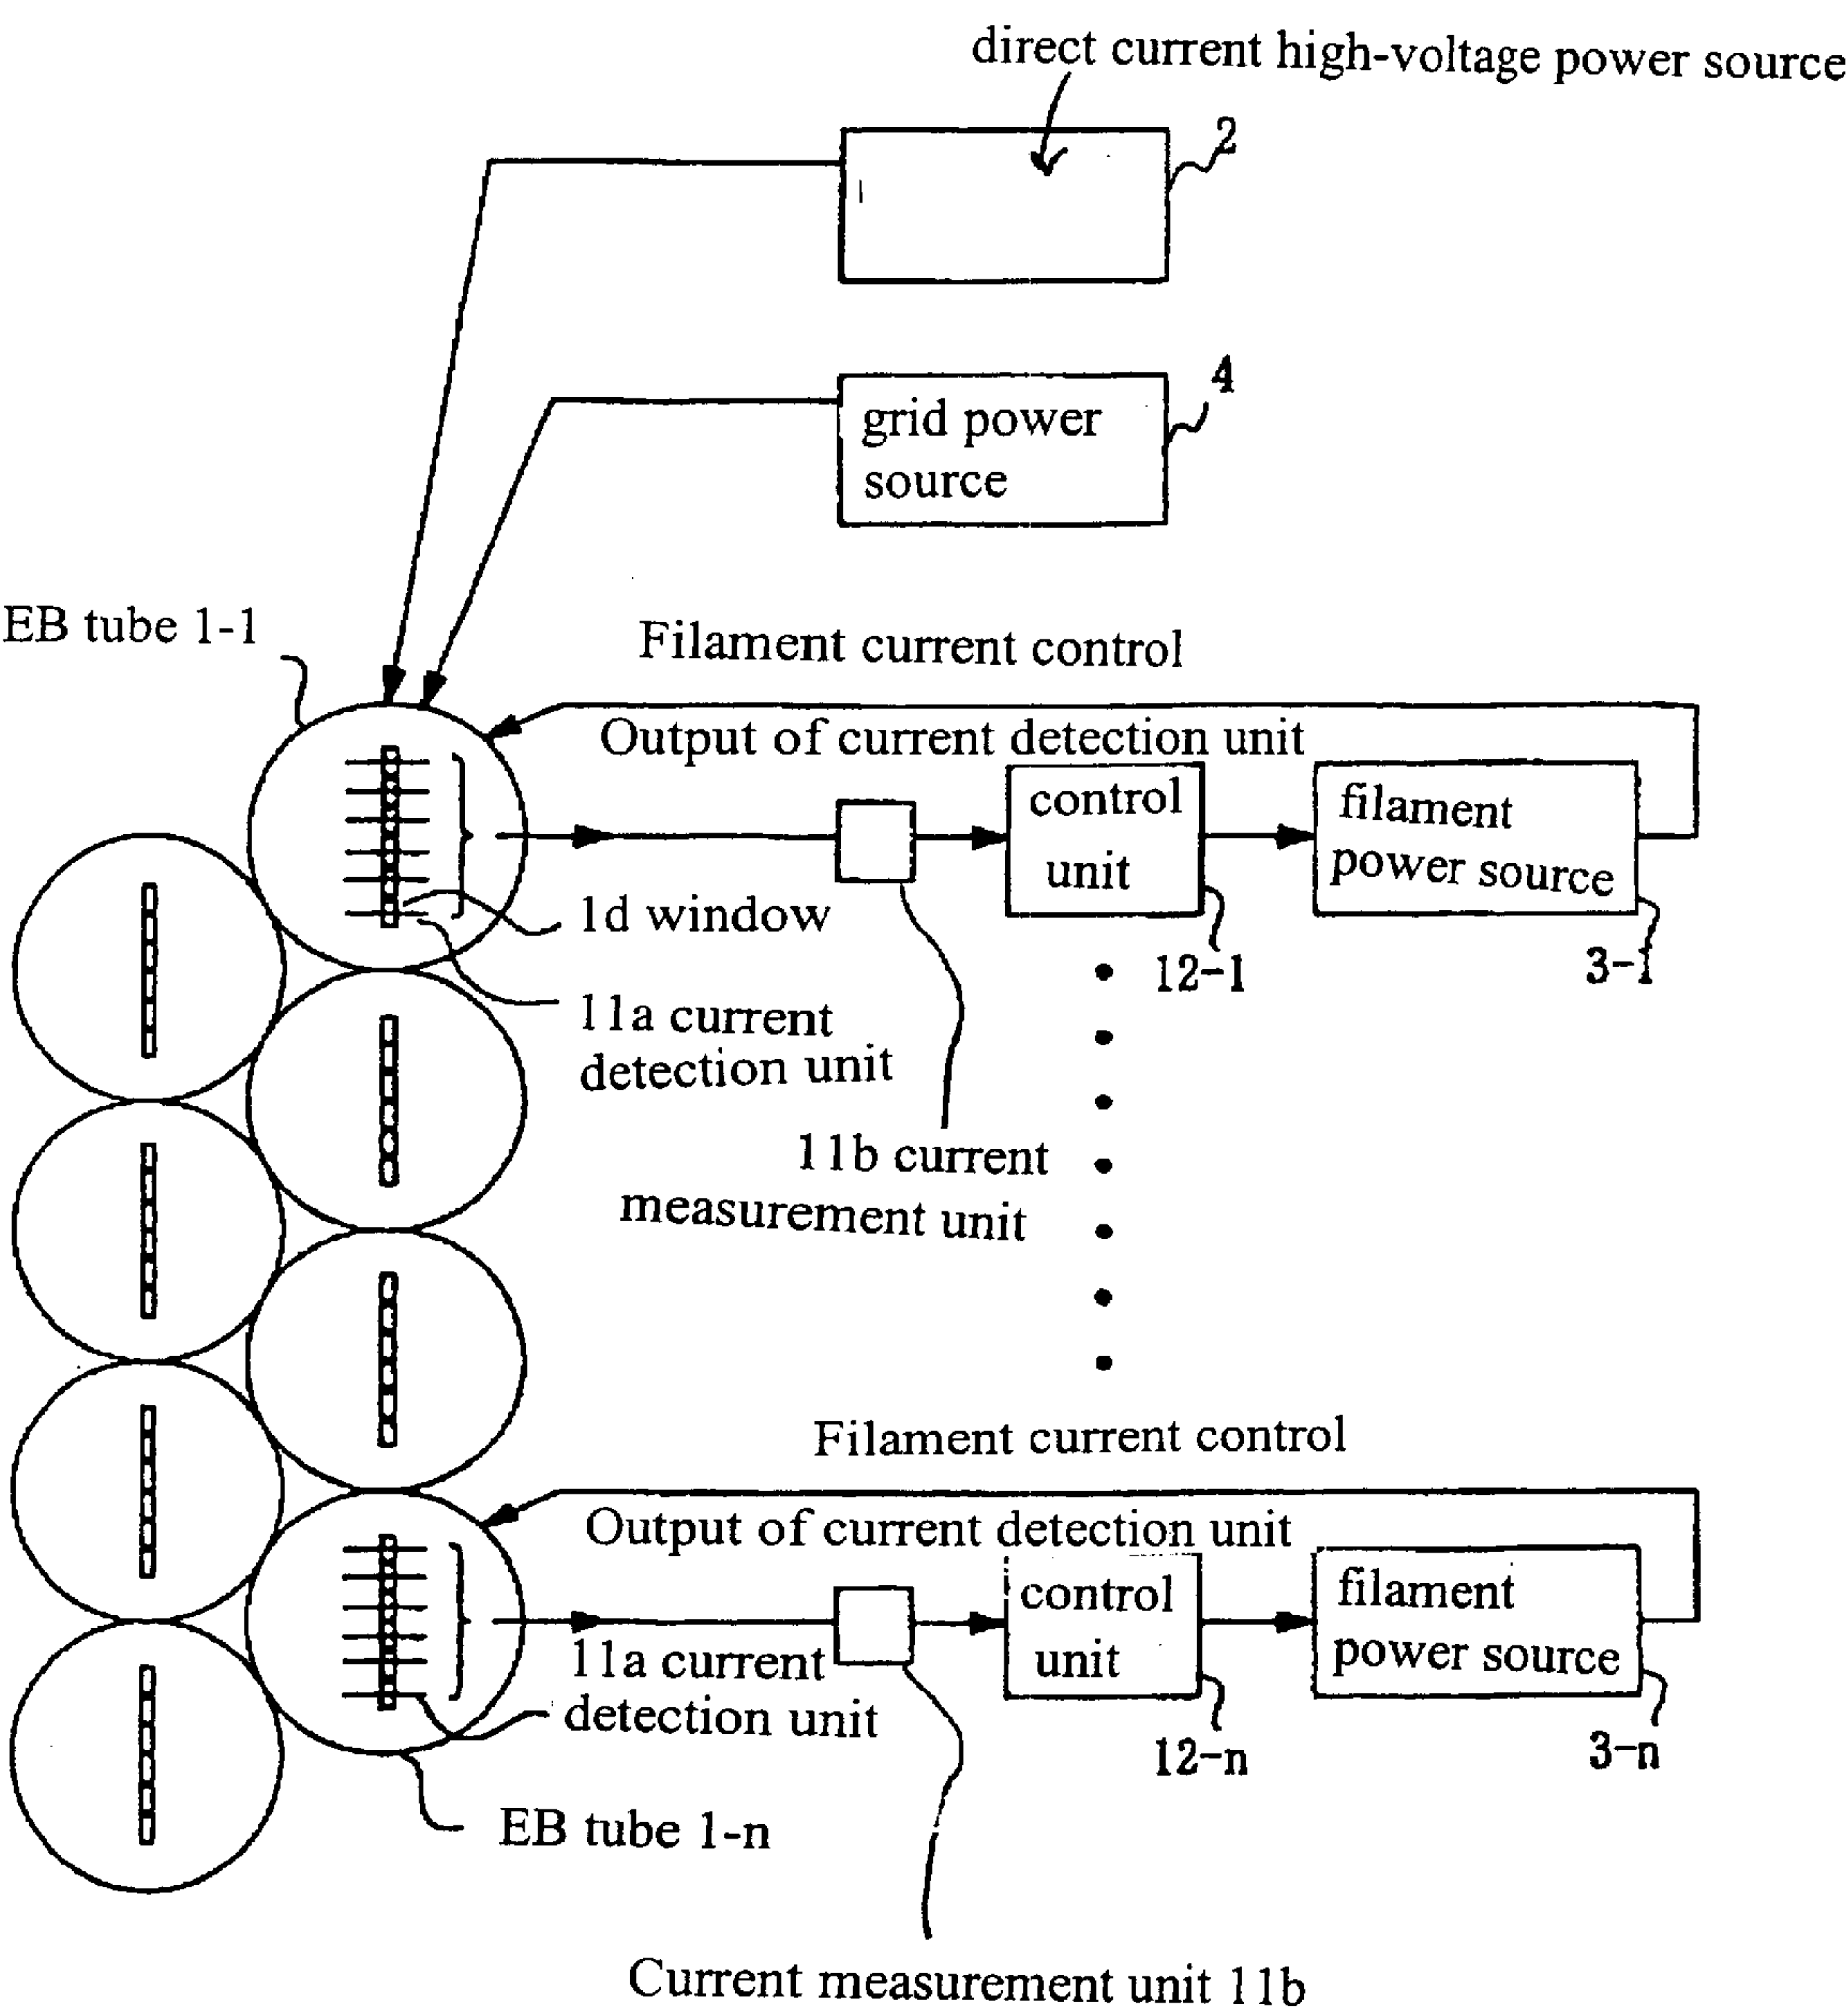 direct current high-voltage power source
2
4
grid power
source
EB tube 1-1
Filament current control
Output of current detection unit
control
unit
filament
power source
1d window
12-1
3-1
11a current
detection unit
11b current
measurement unit
Filament current control
Output of current detection unit
control
unit
filament
power source
11a current
detection unit
12-n
3-n
EB tube 1-n
Current measurement unit 11b